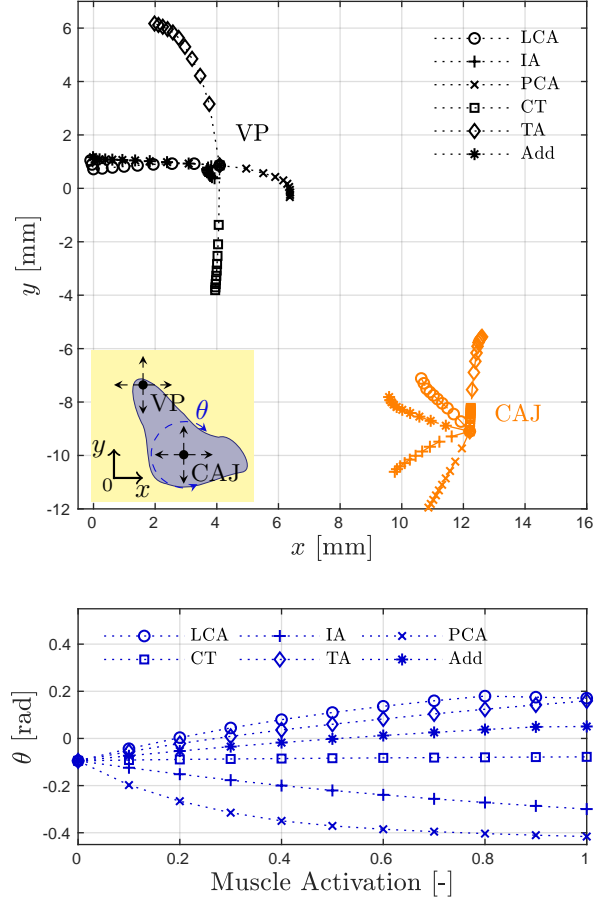 6
4
2
0
-2
-4
-6
-8
-10
-12
y [mm]
VP
LCA
IA
PCA
CT
TA
Add
CAJ
VP
θ
CAJ
y
0
x
0 2 4 6 8 10 12 14 16
x [mm]
0.4
0.2
0
-0.2
-0.4
θ [rad]
LCA IA PCA
CT TA Add
0 0.2 0.4 0.6 0.8 1
Muscle Activation [-]